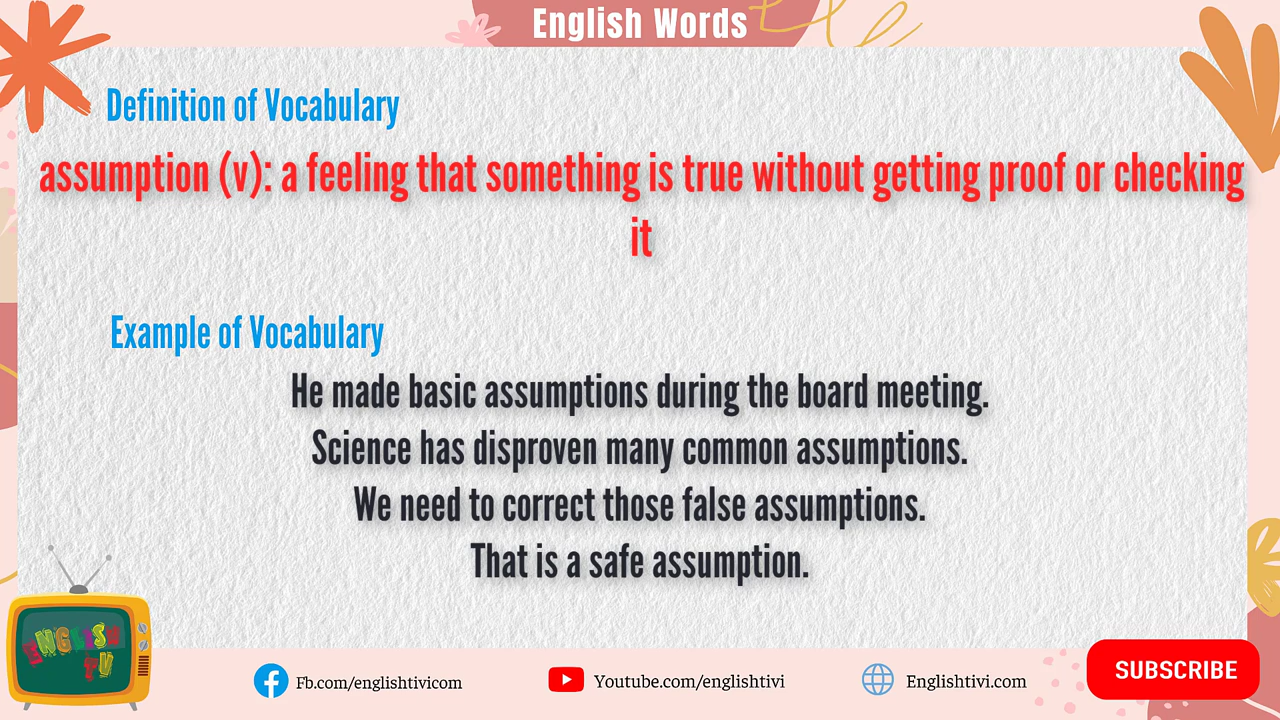 English Words
Definition of Vocabulary
assumption (v): a feeling that something is true without getting proof or checking
it
Example of Vocabulary
He made basic assumptions during the board meeting.
Science has disproven many common assumptions.
We need to correct those false assumptions.
That is a safe assumption.
ENGLISH
TV
Fb.com/englishtivicom
Youtube.com/englishtivi
Englishtivi.com
SUBSCRIBE